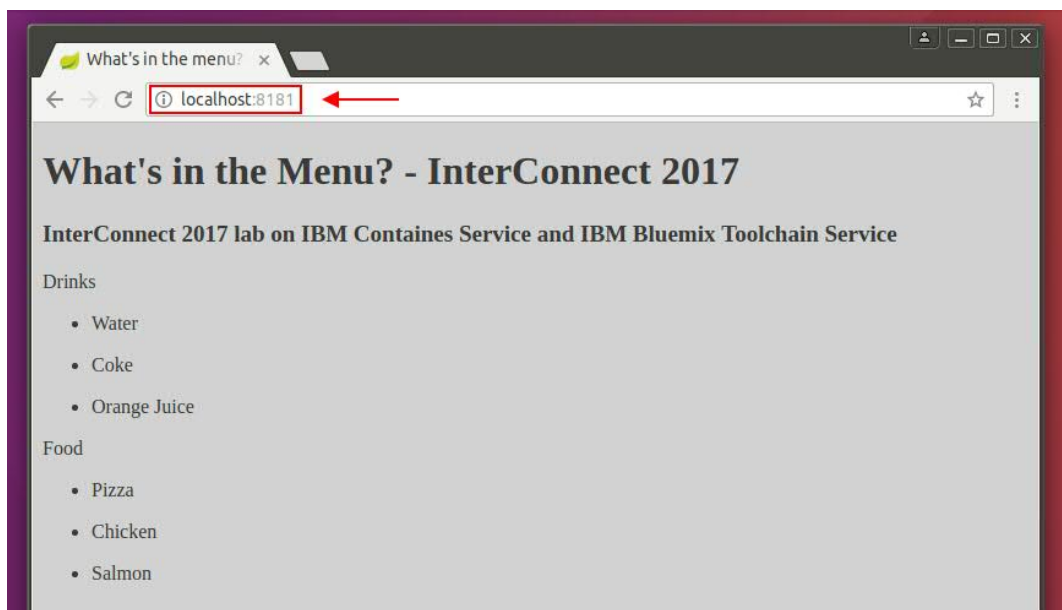 What's in the menu?
localhost:8181
What's in the Menu? - InterConnect 2017
InterConnect 2017 lab on IBM Containes Service and IBM Bluemix Toolchain Service
Drinks
Water
Coke
Orange Juice
Food
Pizza
Chicken
Salmon